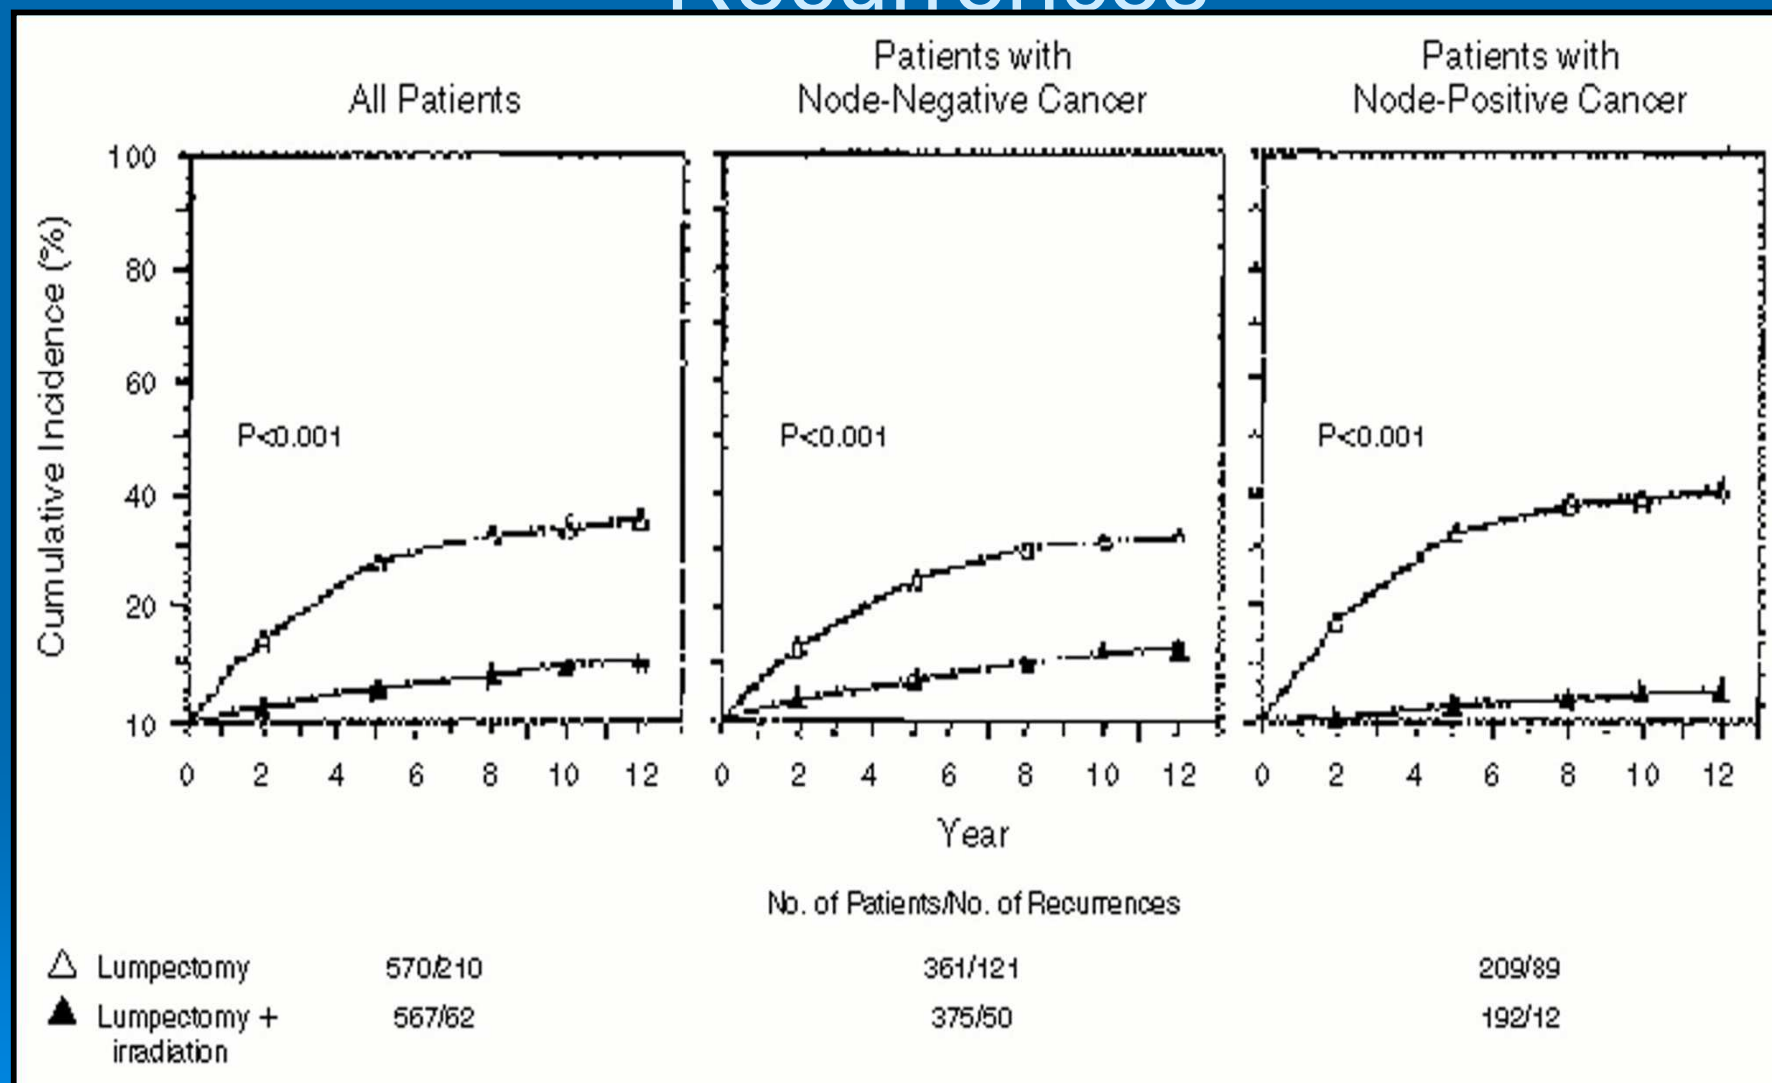 Recurrences
All Patients
Patients with
Node-Negative Cancer
Patients with
Node-Positive Cancer
Cumulative Incidence (%)
100
80
60
40
20
10
P<0.001
P<0.001
P<0.001
0 2 4 6 8 10 12
0 2 4 6 8 10 12
0 2 4 6 8 10 12
Year
No. of Patients/No. of Recurrences
△ Lumpectomy 570/210 361/121 209/89
▲ Lumpectomy + 567/62 375/50 192/12
irradiation